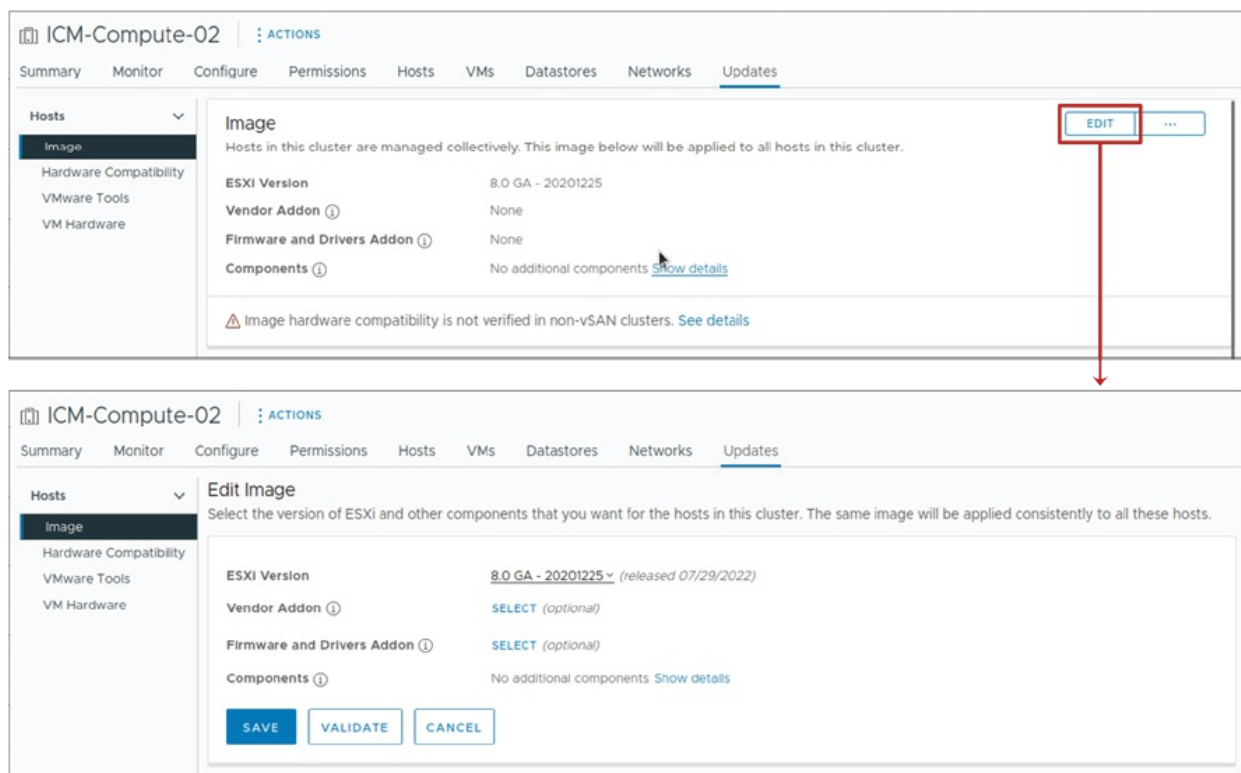 ICM-Compute-02 ACTIONS
Summary Monitor Configure Permissions Hosts VMs Datastores Networks Updates
Hosts
Image
Hardware Compatibility
VMware Tools
VM Hardware
Image
EDIT ...
Hosts in this cluster are managed collectively. This image below will be applied to all hosts in this cluster.
ESXi Version 8.0 GA - 20201225
Vendor Addon None
Firmware and Drivers Addon None
Components No additional components Show details
Image hardware compatibility is not verified in non-vSAN clusters. See details
ICM-Compute-02 ACTIONS
Summary Monitor Configure Permissions Hosts VMs Datastores Networks Updates
Hosts
Image
Hardware Compatibility
VMware Tools
VM Hardware
Edit Image
Select the version of ESXi and other components that you want for the hosts in this cluster. The same image will be applied consistently to all these hosts.
ESXi Version 8.0 GA - 20201225 (released 07/29/2022)
Vendor Addon SELECT (optional)
Firmware and Drivers Addon SELECT (optional)
Components No additional components Show details
SAVE VALIDATE CANCEL